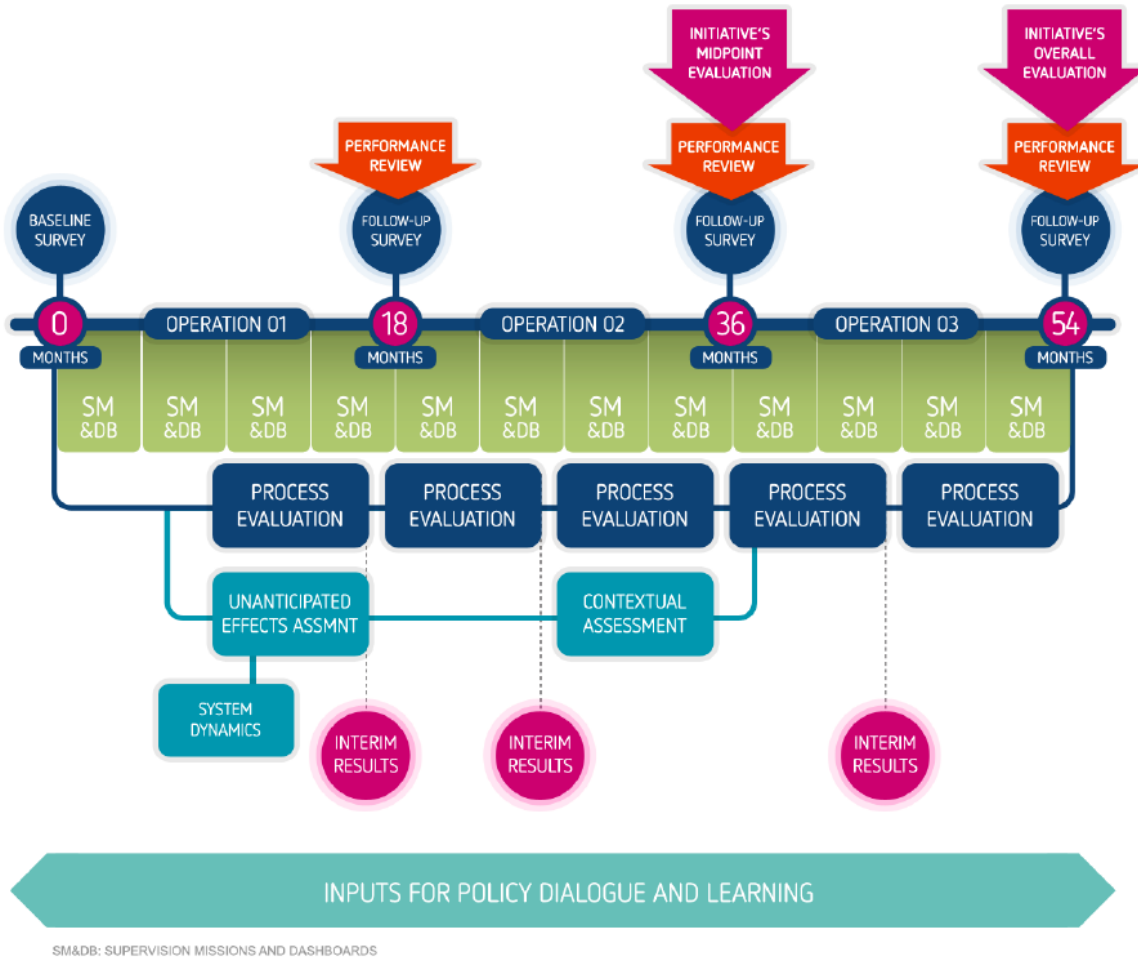 INITIATIVE'S
MIDPOINT
EVALUATION
INITIATIVE'S
OVERALL
EVALUATION
PERFORMANCE
REVIEW
PERFORMANCE
REVIEW
PERFORMANCE
REVIEW
BASELINE
SURVEY
FOLLOW-UP
SURVEY
FOLLOW-UP
SURVEY
FOLLOW-UP
SURVEY
0
OPERATION 01
18
OPERATION 02
36
OPERATION 03
54
MONTHS
MONTHS
MONTHS
MONTHS
SM
&DB
SM
&DB
SM
&DB
SM
&DB
SM
&DB
SM
&DB
SM
&DB
SM
&DB
SM
&DB
SM
&DB
SM
&DB
SM
&DB
PROCESS
EVALUATION
PROCESS
EVALUATION
PROCESS
EVALUATION
PROCESS
EVALUATION
PROCESS
EVALUATION
UNANTICIPATED
EFFECTS ASSMNT
CONTEXTUAL
ASSESSMENT
SYSTEM
DYNAMICS
INTERIM
RESULTS
INTERIM
RESULTS
INTERIM
RESULTS
INPUTS FOR POLICY DIALOGUE AND LEARNING
SM&DB: SUPERVISION MISSIONS AND DASHBOARDS